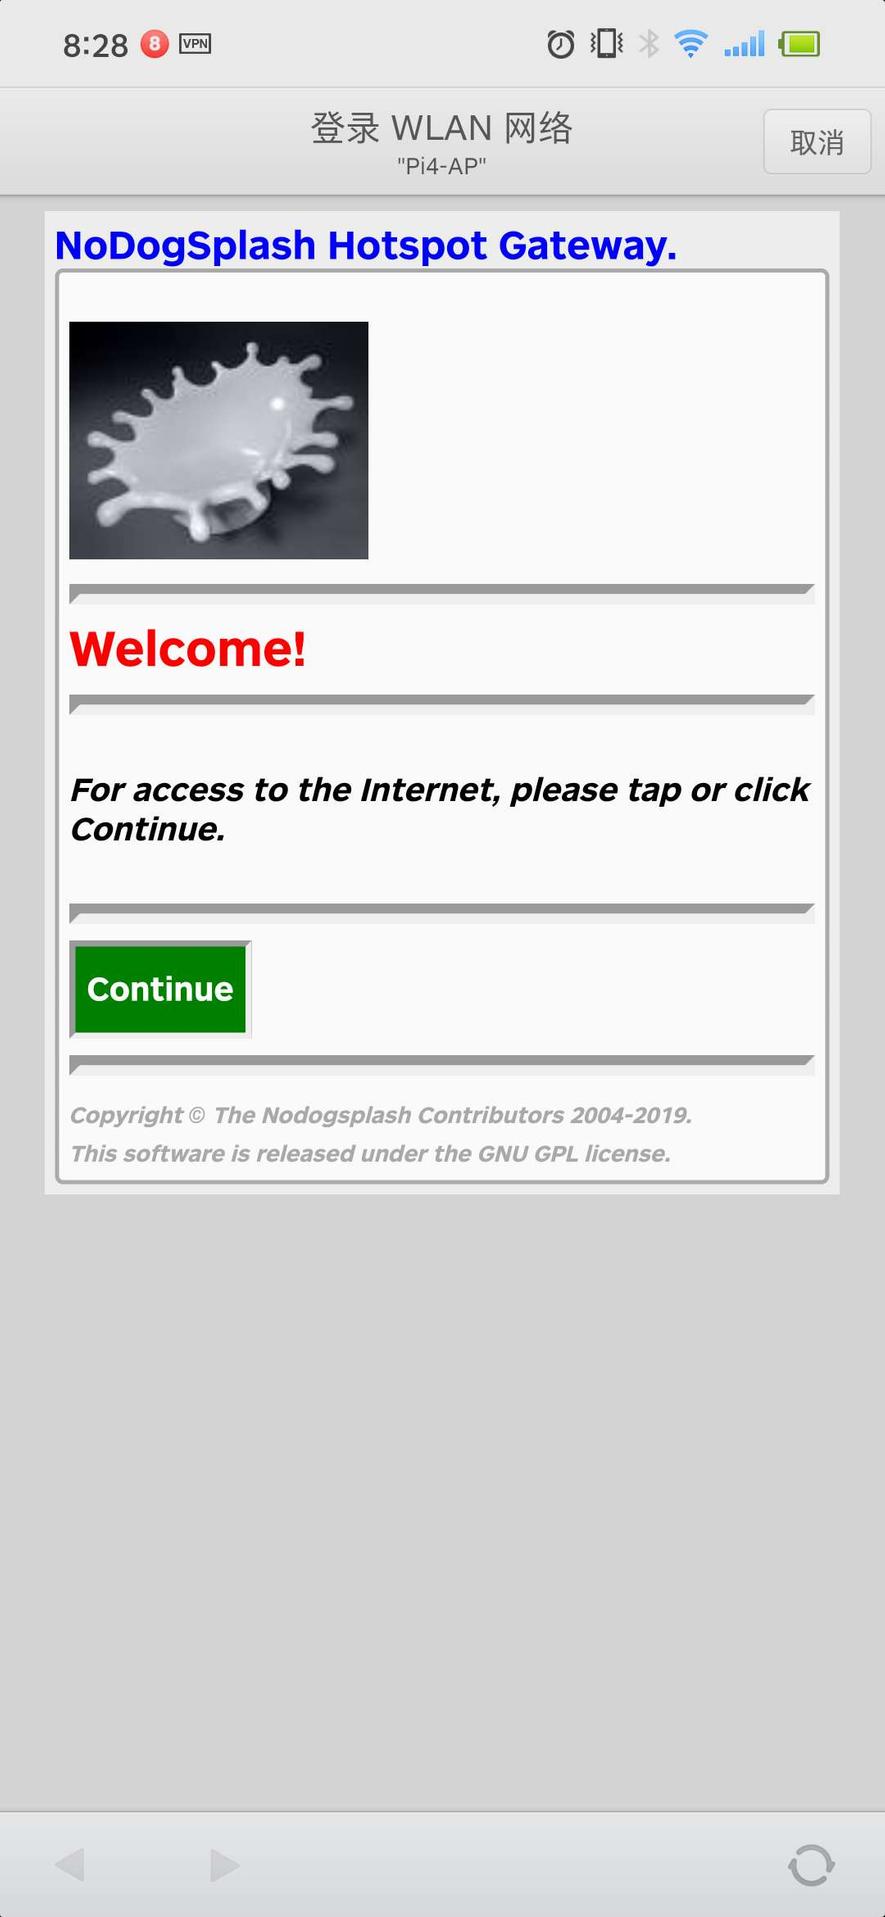 8:28 8 VPN
登录 WLAN 网络
"Pi4-AP"
取消
NoDogSplash Hotspot Gateway.
Welcome!
For access to the Internet, please tap or click
Continue.
Continue
Copyright © The Nodogsplash Contributors 2004-2019.
This software is released under the GNU GPL license.